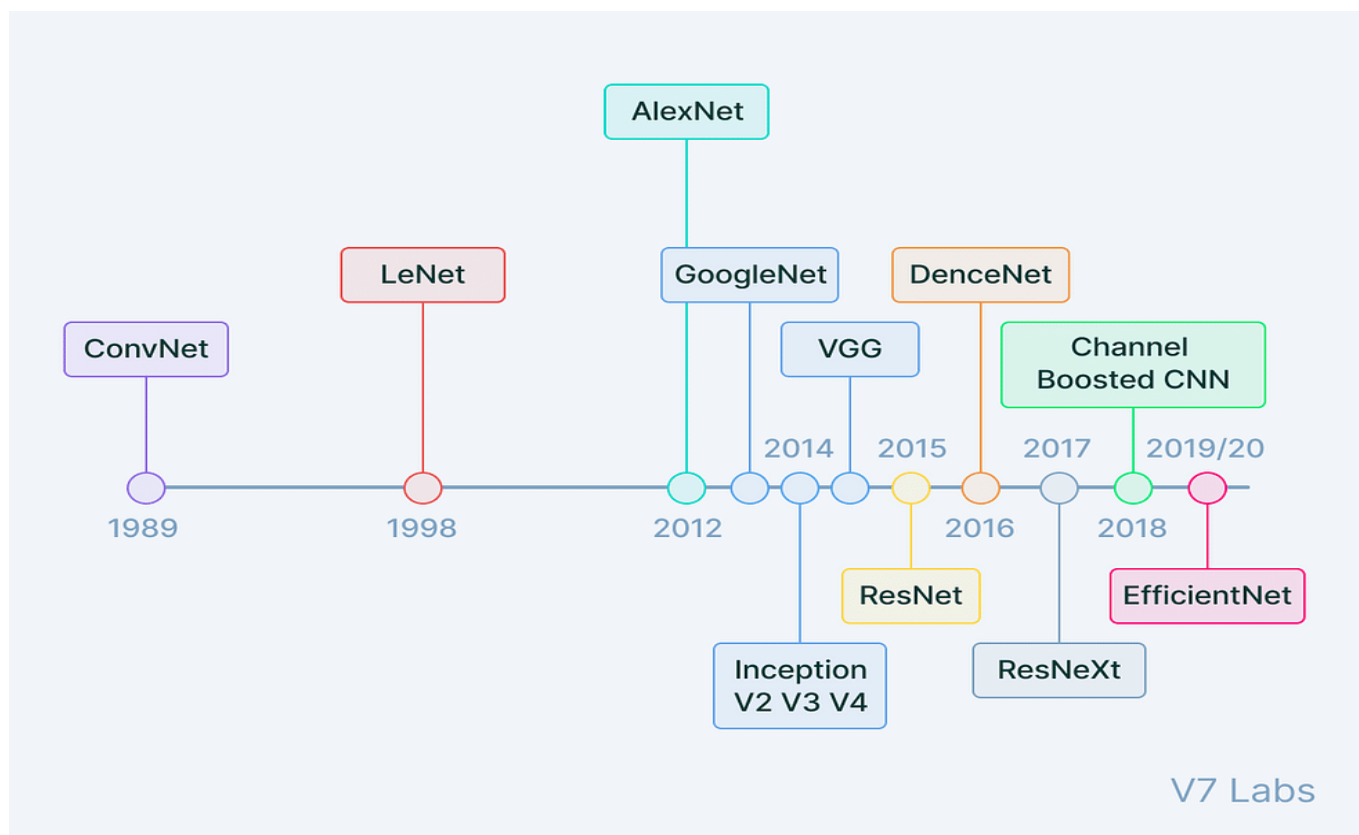 AlexNet
LeNet
GoogleNet
DenceNet
ConvNet
VGG
Channel
Boosted CNN
2014
2015
2017
2019/20
1989
1998
2012
2016
2018
ResNet
EfficientNet
Inception
V2 V3 V4
ResNeXt
V7 Labs